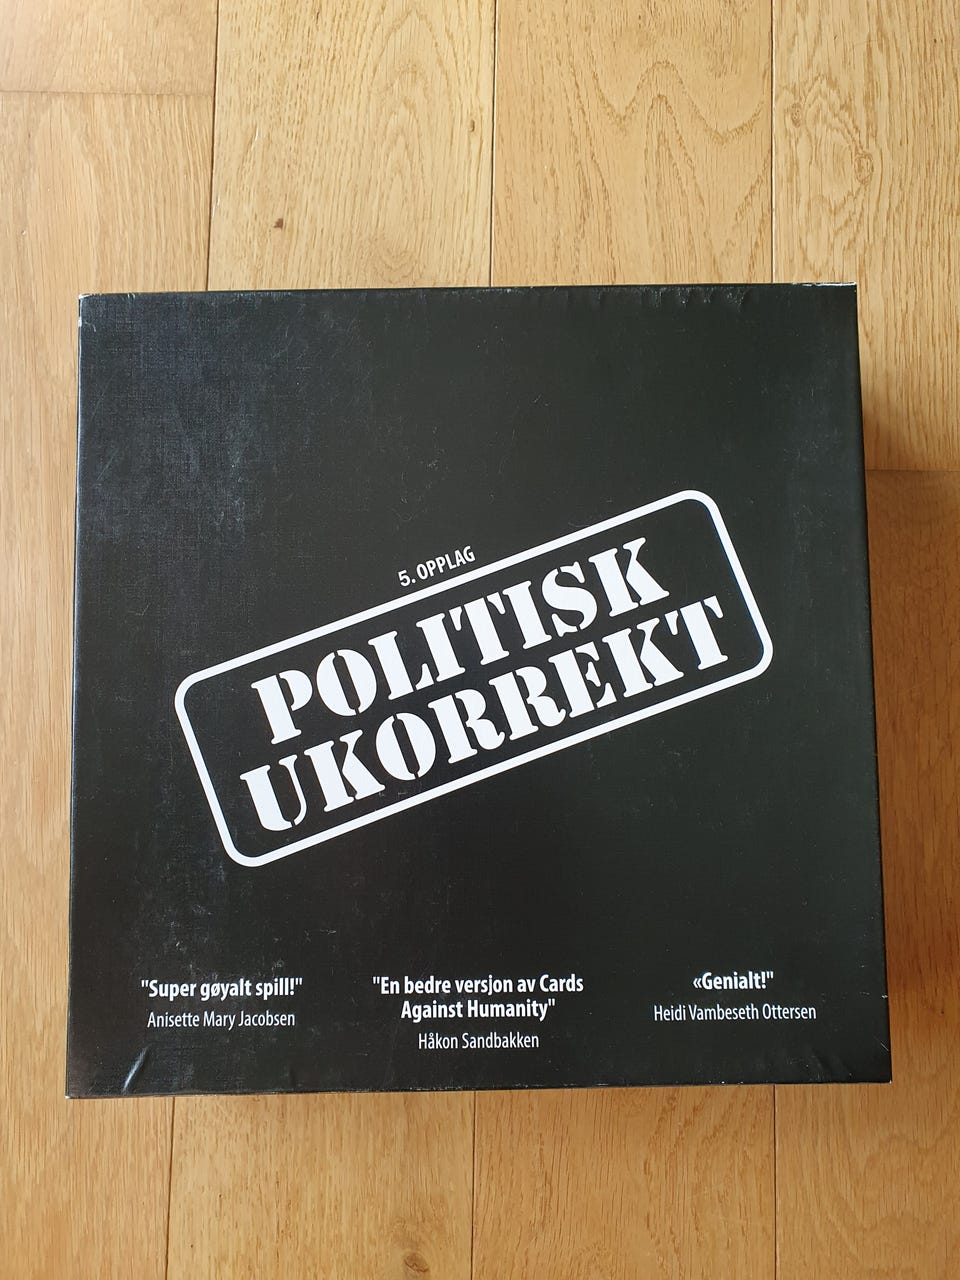 5. OPPLAG
POLITISK
UKORREKT
"Super gøyalt spill!"
Anisette Mary Jacobsen
"En bedre versjon av Cards
Against Humanity"
Håkon Sandbakken
«Genialt!"
Heidi Vambeseth Ottersen